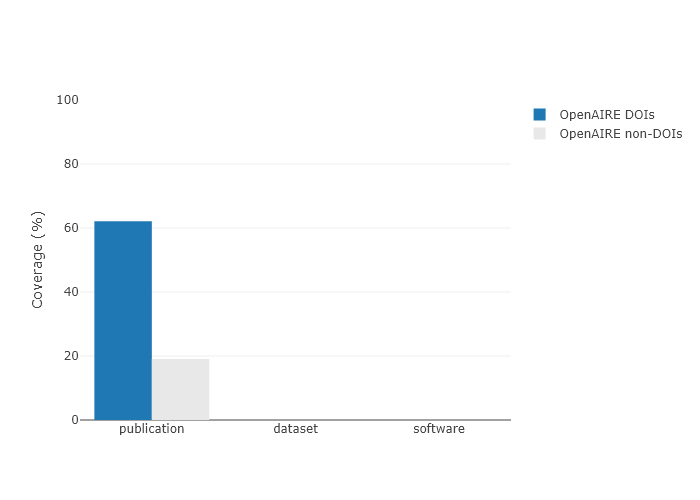 100
80
60
40
20
0
Coverage (%)
publication
dataset
software
OpenAIRE DOIs
OpenAIRE non-DOIs